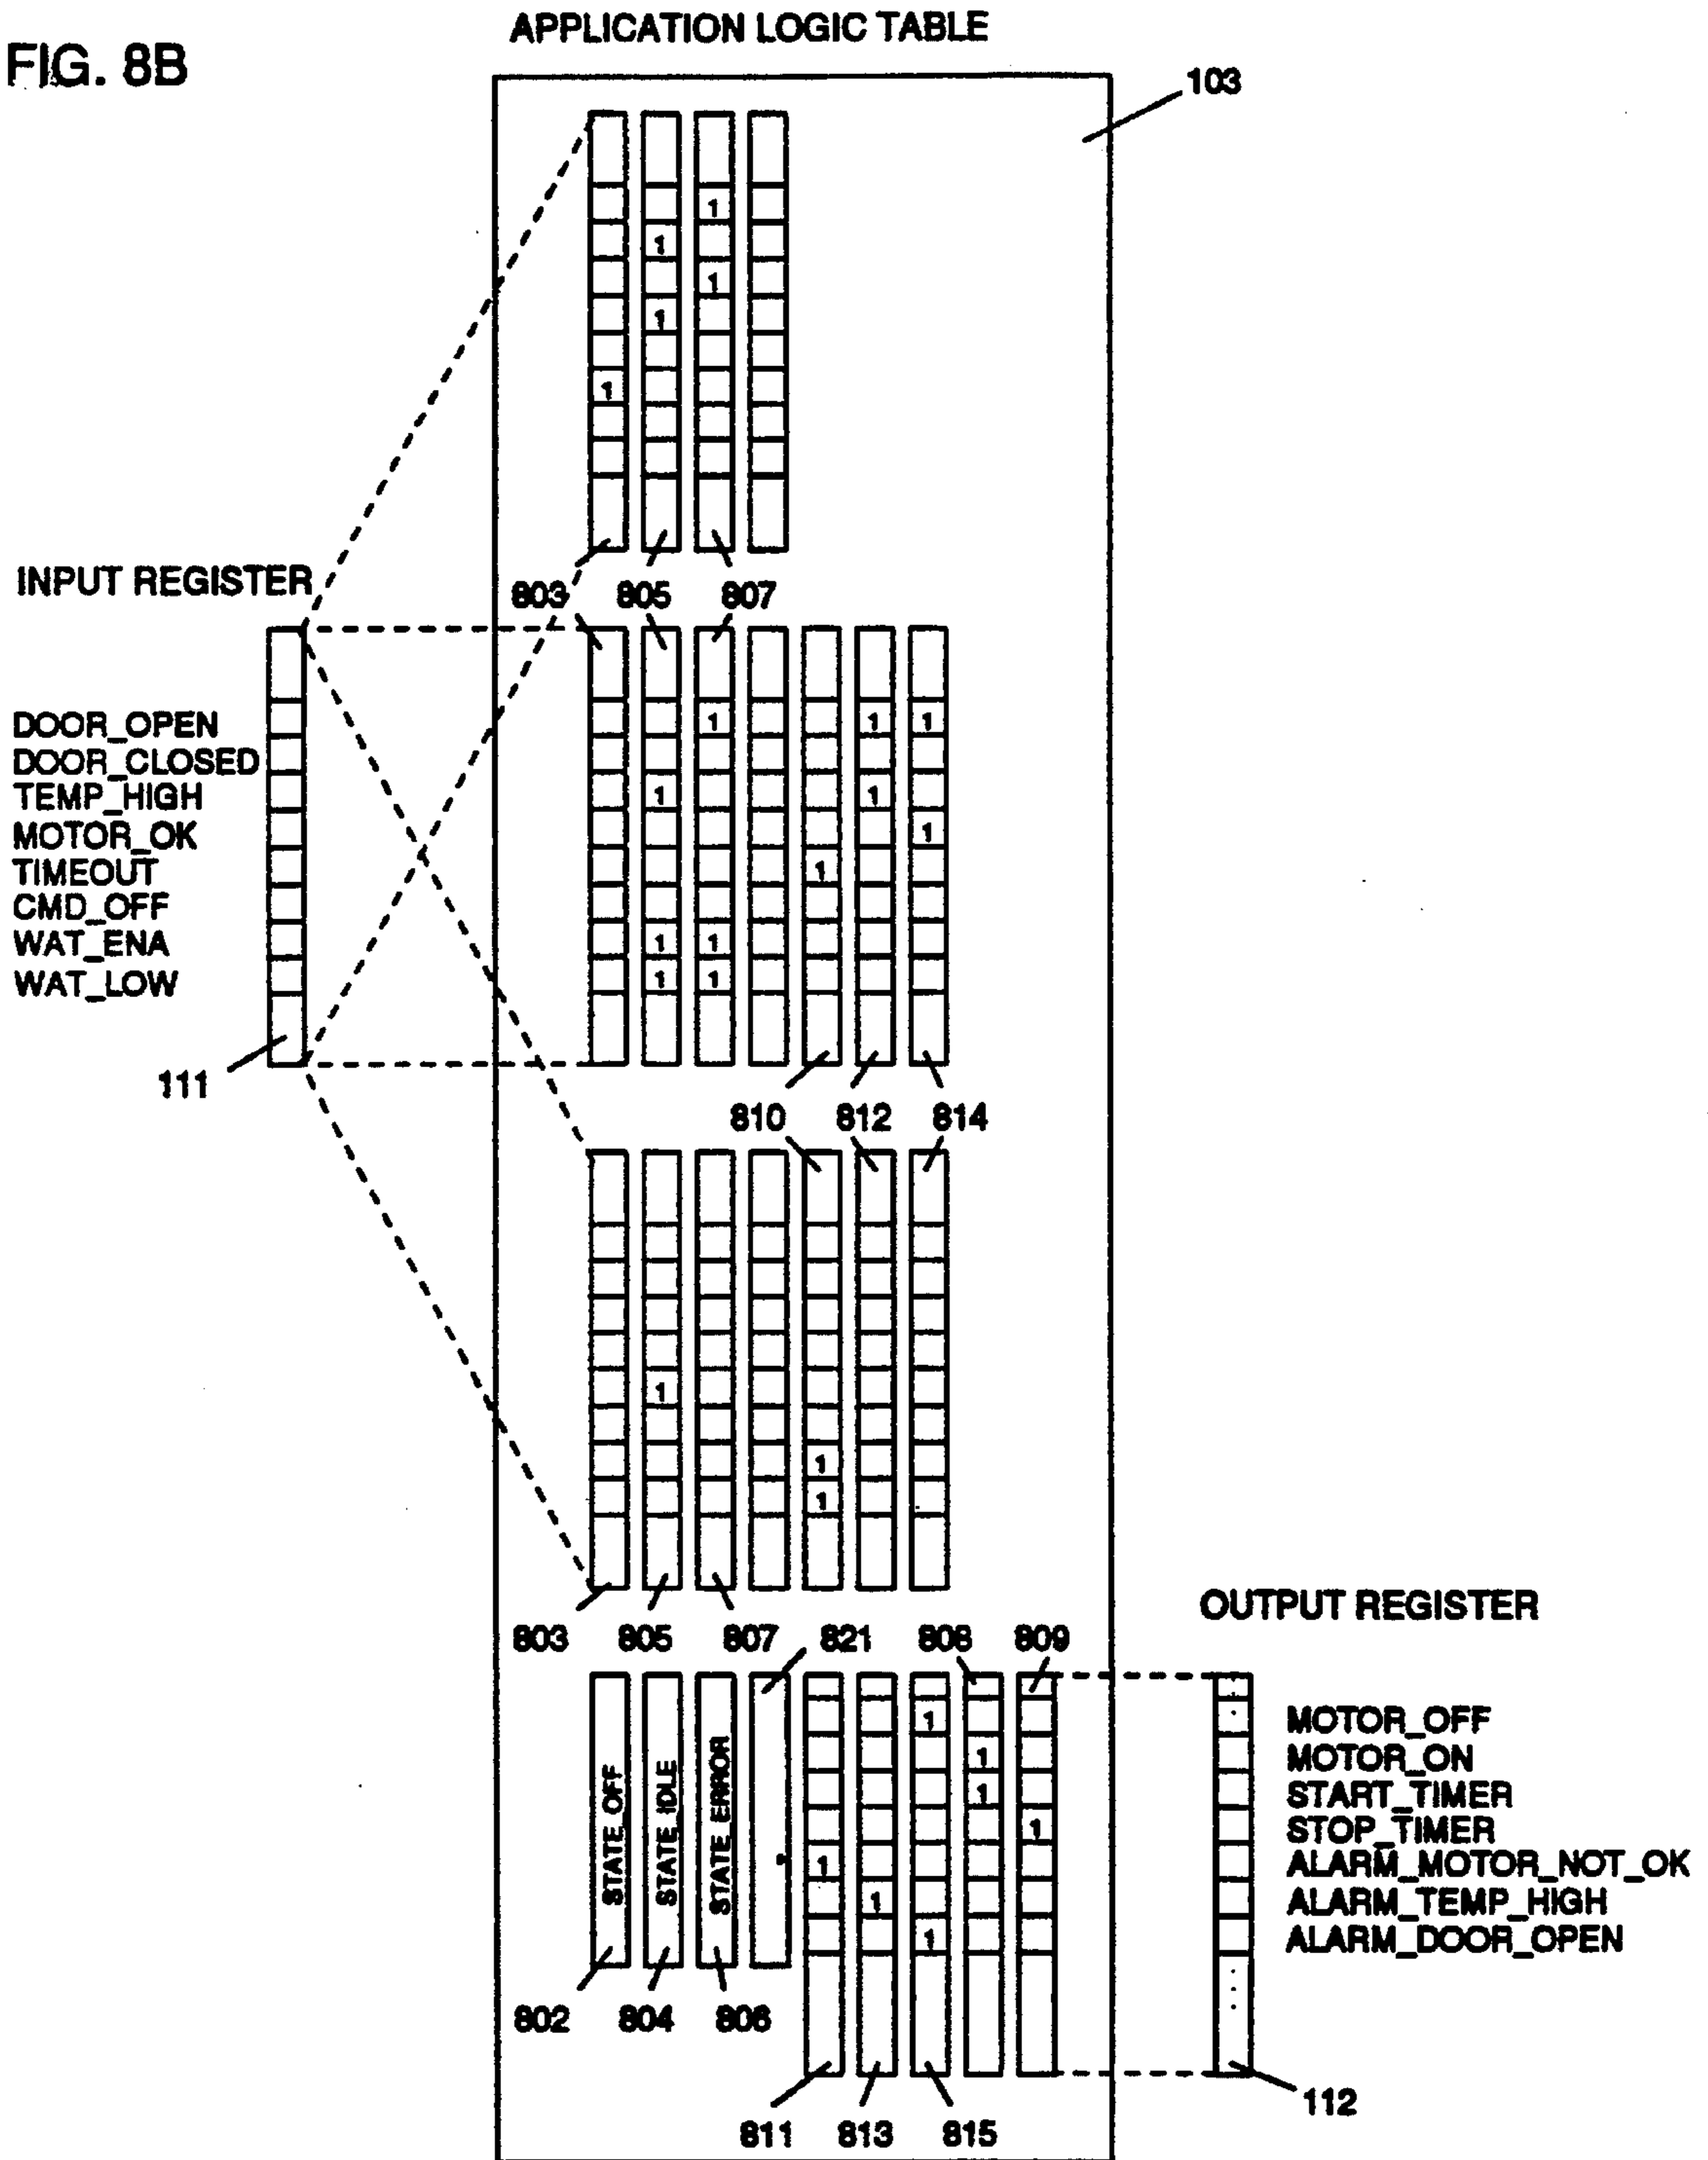 APPLICATION LOGIC TABLE
FIG. 8B
103
1
1
1
1
1
INPUT REGISTER
803 805 807
DOOR_OPEN 1 1 1
DOOR_CLOSED
TEMP_HIGH 1 1
MOTOR_OK 1
TIMEOUT 1
CMD_OFF
WAT_ENA 1 1
WAT_LOW 1 1
111
810 812 814
1
1
1
OUTPUT REGISTER
803 805 807 821 808 809
STATE_OFF
STATE_IDLE
STATE_ERROR
1 MOTOR_OFF
1 MOTOR_ON
1 START_TIMER
1 STOP_TIMER
1 ALARM_MOTOR_NOT_OK
1 ALARM_TEMP_HIGH
1 ALARM_DOOR_OPEN
802 804 806
112
811 813 815